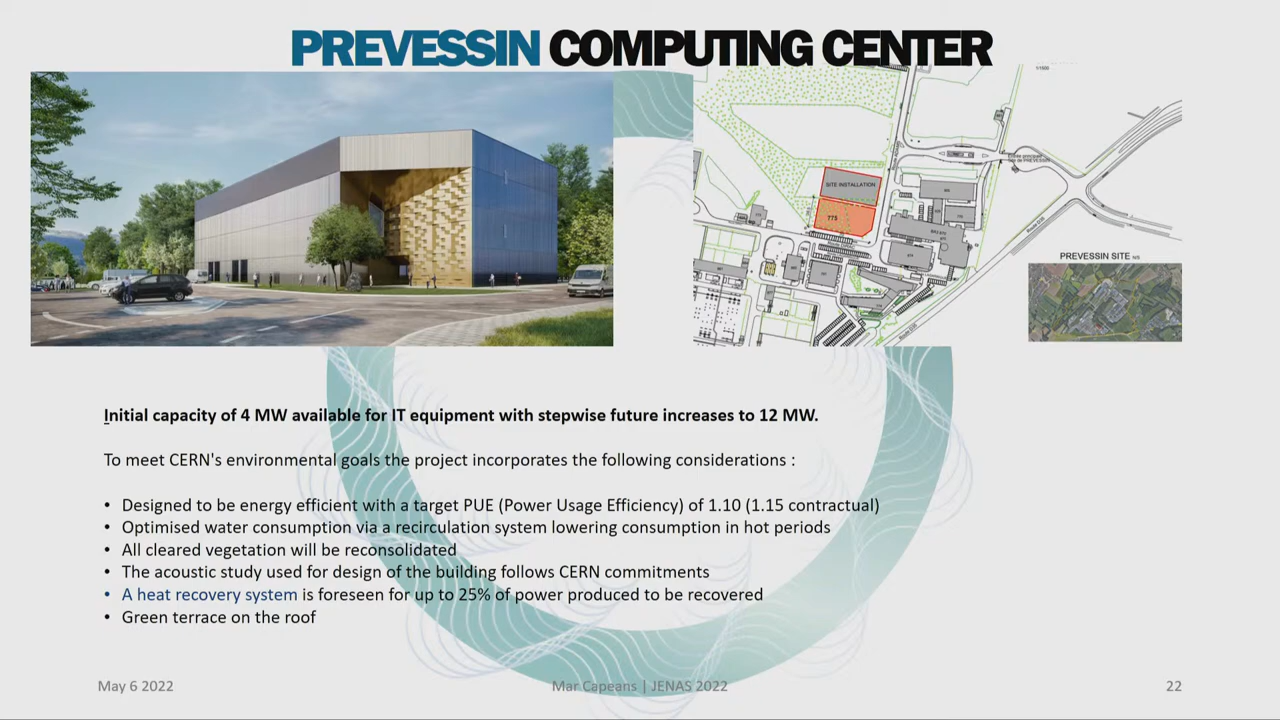 PREVESSIN COMPUTING CENTER
SITE INSTALLATION
775
PREVESSIN SITE
Initial capacity of 4 MW available for IT equipment with stepwise future increases to 12 MW.
To meet CERN's environmental goals the project incorporates the following considerations :
• Designed to be energy efficient with a target PUE (Power Usage Efficiency) of 1.10 (1.15 contractual)
• Optimised water consumption via a recirculation system lowering consumption in hot periods
• All cleared vegetation will be reconsolidated
• The acoustic study used for design of the building follows CERN commitments
• A heat recovery system is foreseen for up to 25% of power produced to be recovered
• Green terrace on the roof
May 6 2022
Mar Capeans | JENAS 2022
22